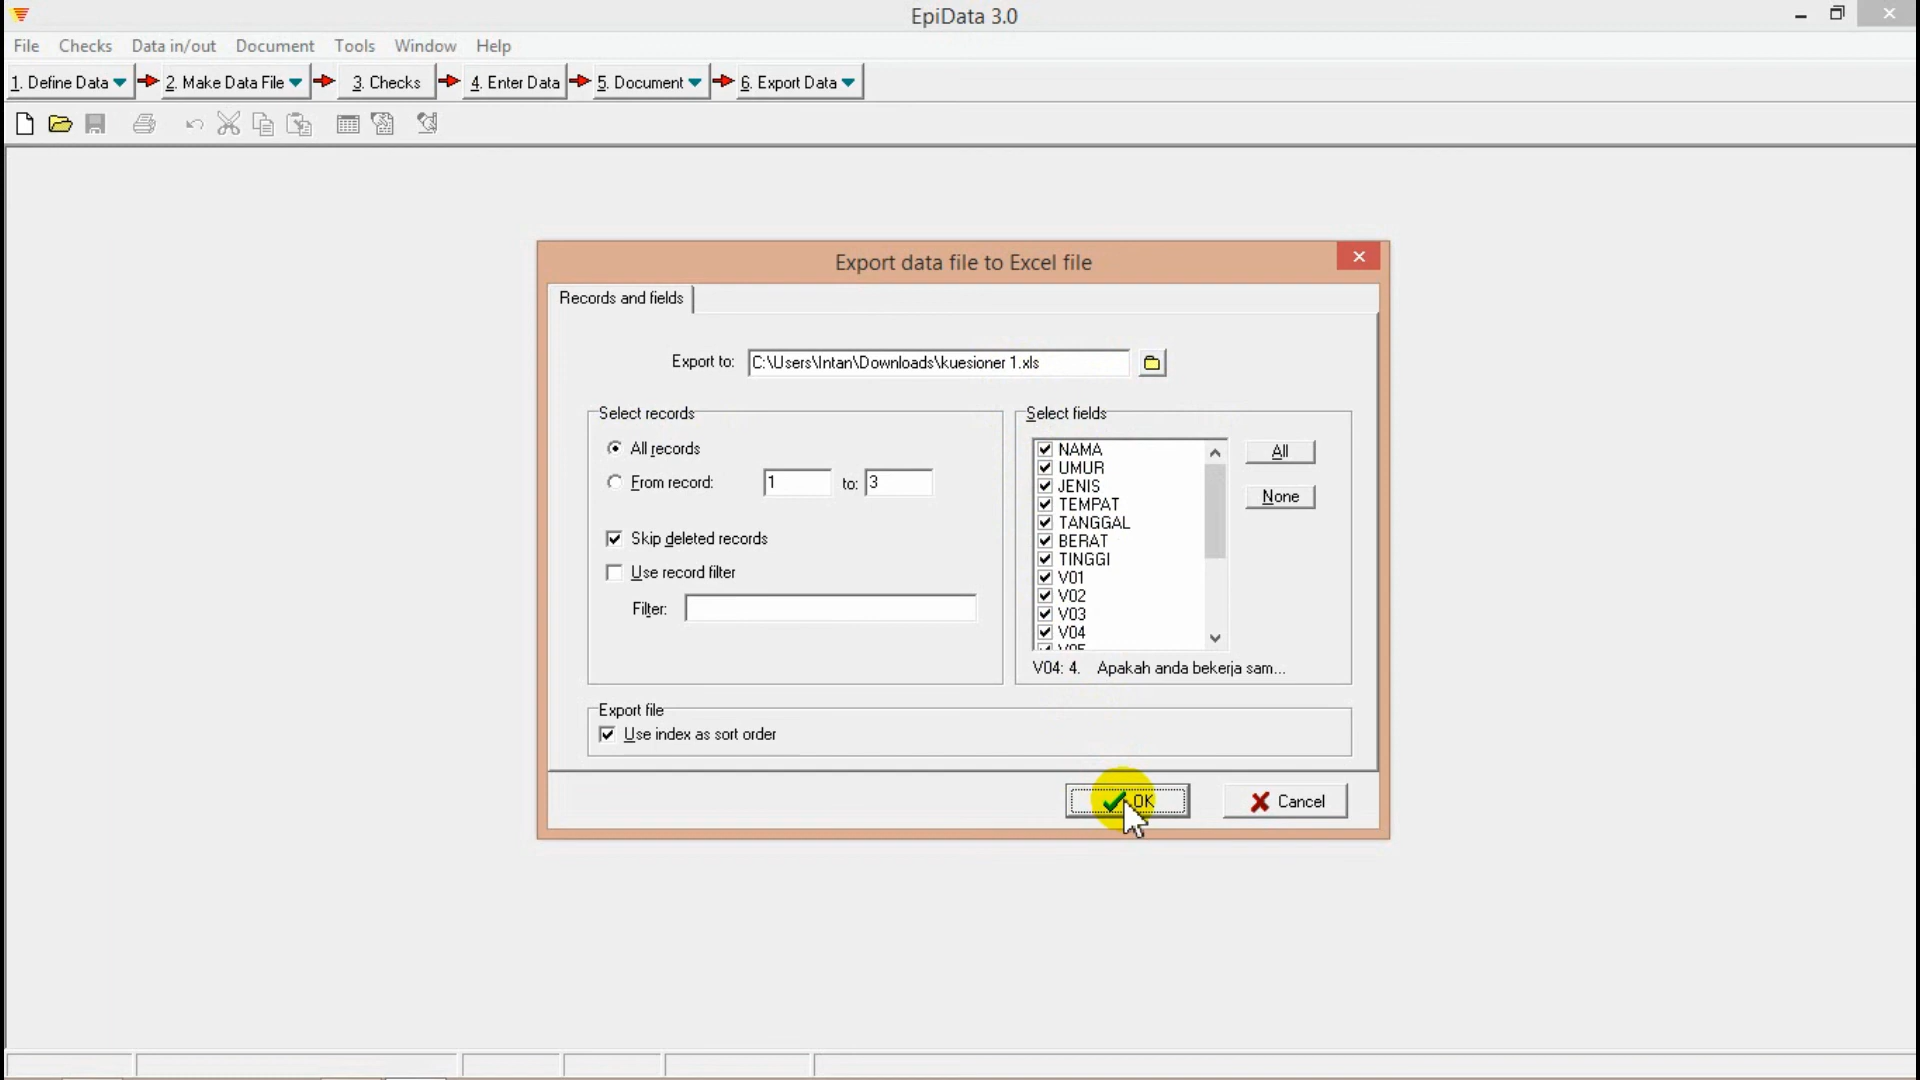 EpiData 3.0
File Checks Data in/out Document Tools Window Help
1. Define Data 2. Make Data File 3. Checks 4. Enter Data 5. Document 6. Export Data
Export data file to Excel file
Records and fields
Export to: C:\Users\Intan\Downloads\kuesioner 1.xls
Select records
All records
From record: 1 to: 3
Skip deleted records
Use record filter
Filter:
Select fields
NAMA
UMUR
JENIS
TEMPAT
TANGGAL
BERAT
TINGGI
V01
V02
V03
V04
All
None
V04: 4. Apakah anda bekerja sam...
Export file
Use index as sort order
OK Cancel